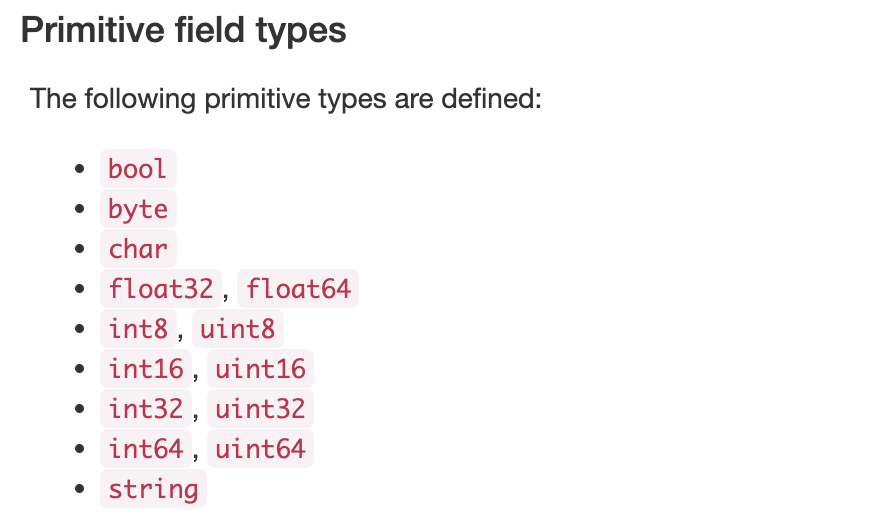 Primitive field types
The following primitive types are defined:
• bool
• byte
• char
• float32, float64
• int8, uint8
• int16, uint16
• int32, uint32
• int64, uint64
• string